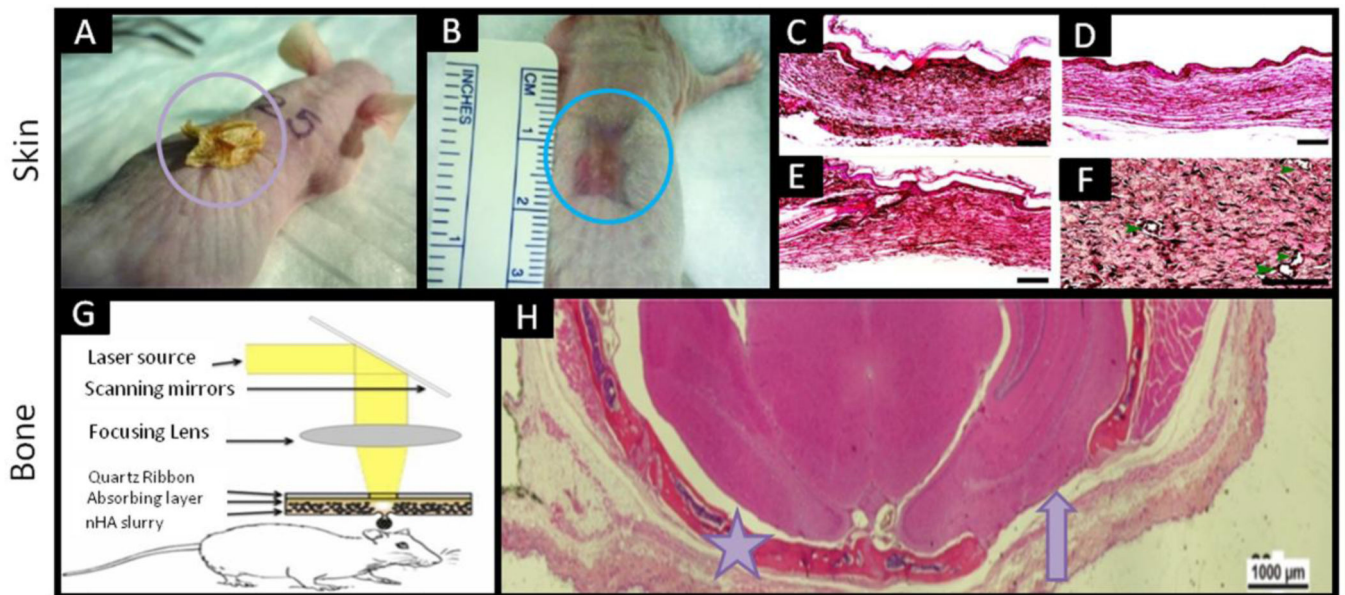 Skin
A
25
B
INCHES
1
CM
1
2
3
C
D
E
F
Bone
G
Laser source
Scanning mirrors
Focusing Lens
Quartz Ribbon
Absorbing layer
nHA slurry
H
1000 µm